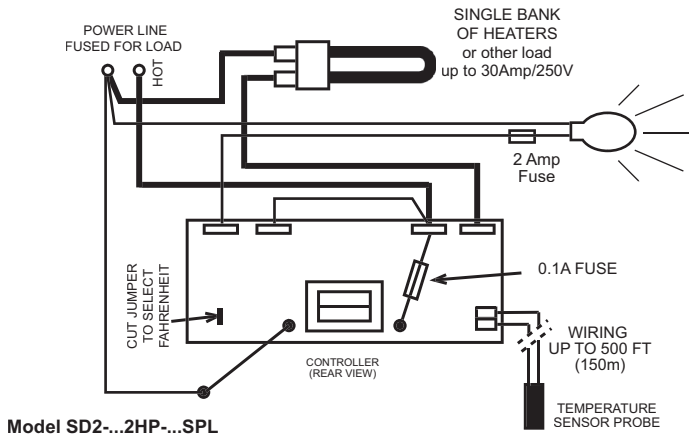 POWER LINE
FUSED FOR LOAD
HOT
SINGLE BANK
OF HEATERS
or other load
up to 30Amp/250V
2 Amp
Fuse
0.1A FUSE
CUT JUMPER
TO SELECT
FAHRENHEIT
CONTROLLER
(REAR VIEW)
WIRING
UP TO 500 FT
(150m)
TEMPERATURE
SENSOR PROBE
Model SD2-...2HP-...SPL